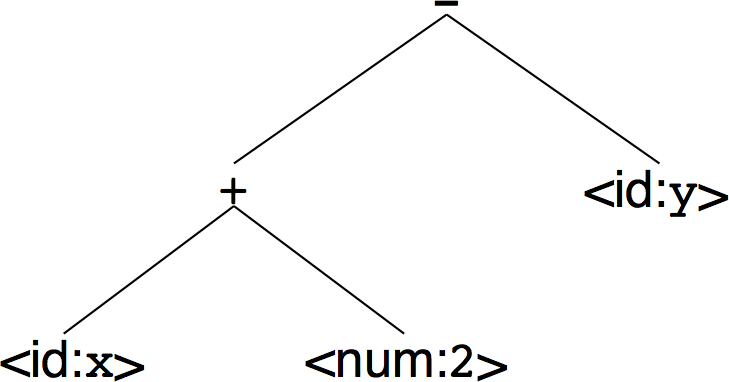 –
+
<id:y>
<id:x> <num:2>